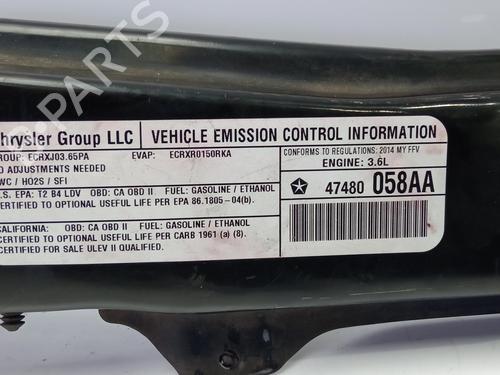 PARTS
hrysler Group LLC
VEHICLE EMISSION CONTROL INFORMATION
GROUP: ECRXJ03.65PA EVAP: ECRXR0150RKA
O ADJUSTMENTS NEEDED
WC / HO2S / SFI
CONFORMS TO REGULATIONS: 2014 MY FFV
ENGINE: 3.6L
47480 058AA
.S. EPA: T2 B4 LDV OBD: CA OBD II FUEL: GASOLINE / ETHANOL
ERTIFIED TO OPTIONAL USEFUL LIFE PER EPA 86.1805-04(b).
CALIFORNIA: OBD: CA OBD II FUEL: GASOLINE / ETHANOL
ERTIFIED TO OPTIONAL USEFUL LIFE PER CARB 1961 (a) (8).
CERTIFIED FOR SALE ULEV II QUALIFIED.